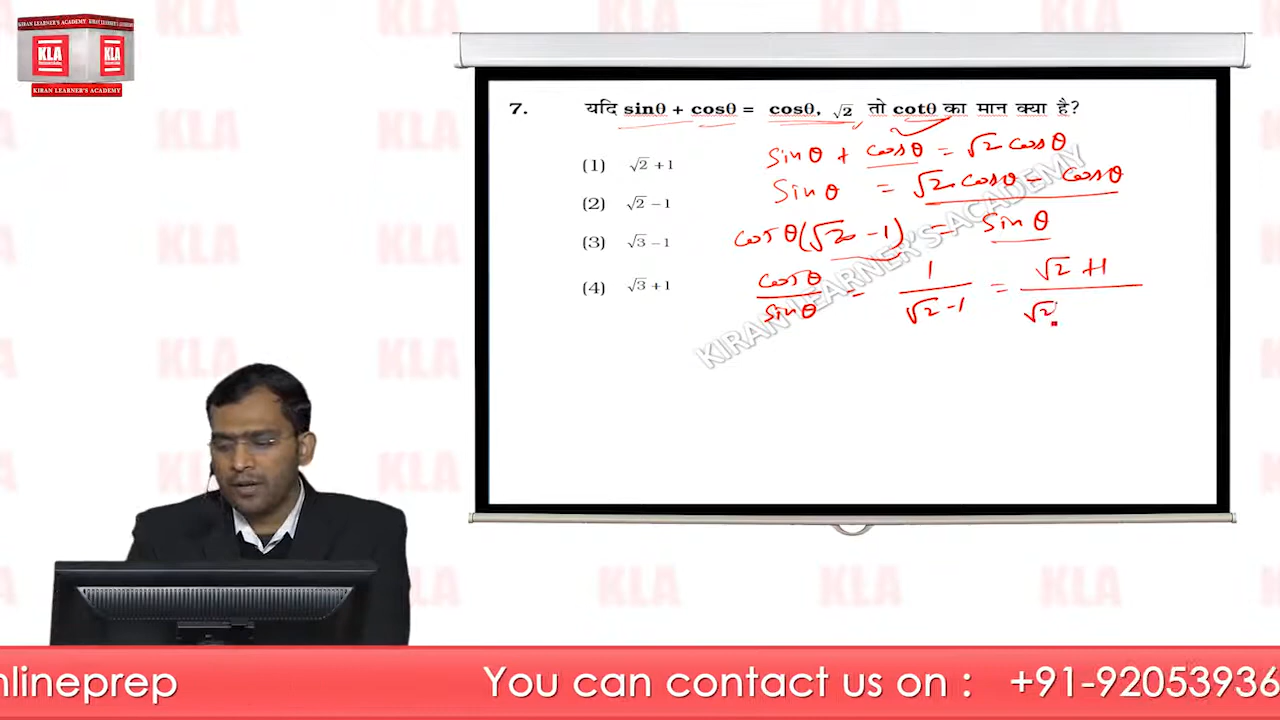 KIRAN LEARNER'S ACADEMY KIRAN LEARNER'S ACADEMY
KLA
KLA
KIRAN LEARNER'S ACADEMY
7. यदि sinθ + cosθ = cosθ, √2 तो cotθ का मान क्या है?
(1) √2 +1
(2) √2 −1
(3) √3 −1
(4) √3 +1
sinθ + cosθ = √2 cosθ
sinθ = √2 cosθ − cosθ
cosθ(√2 −1) = sinθ
cosθ/sinθ = 1/√2−1 = √2 +1/√2
KIRAN LEARNER'S ACADEMY
nlineprep You can contact us on : +91-92053936